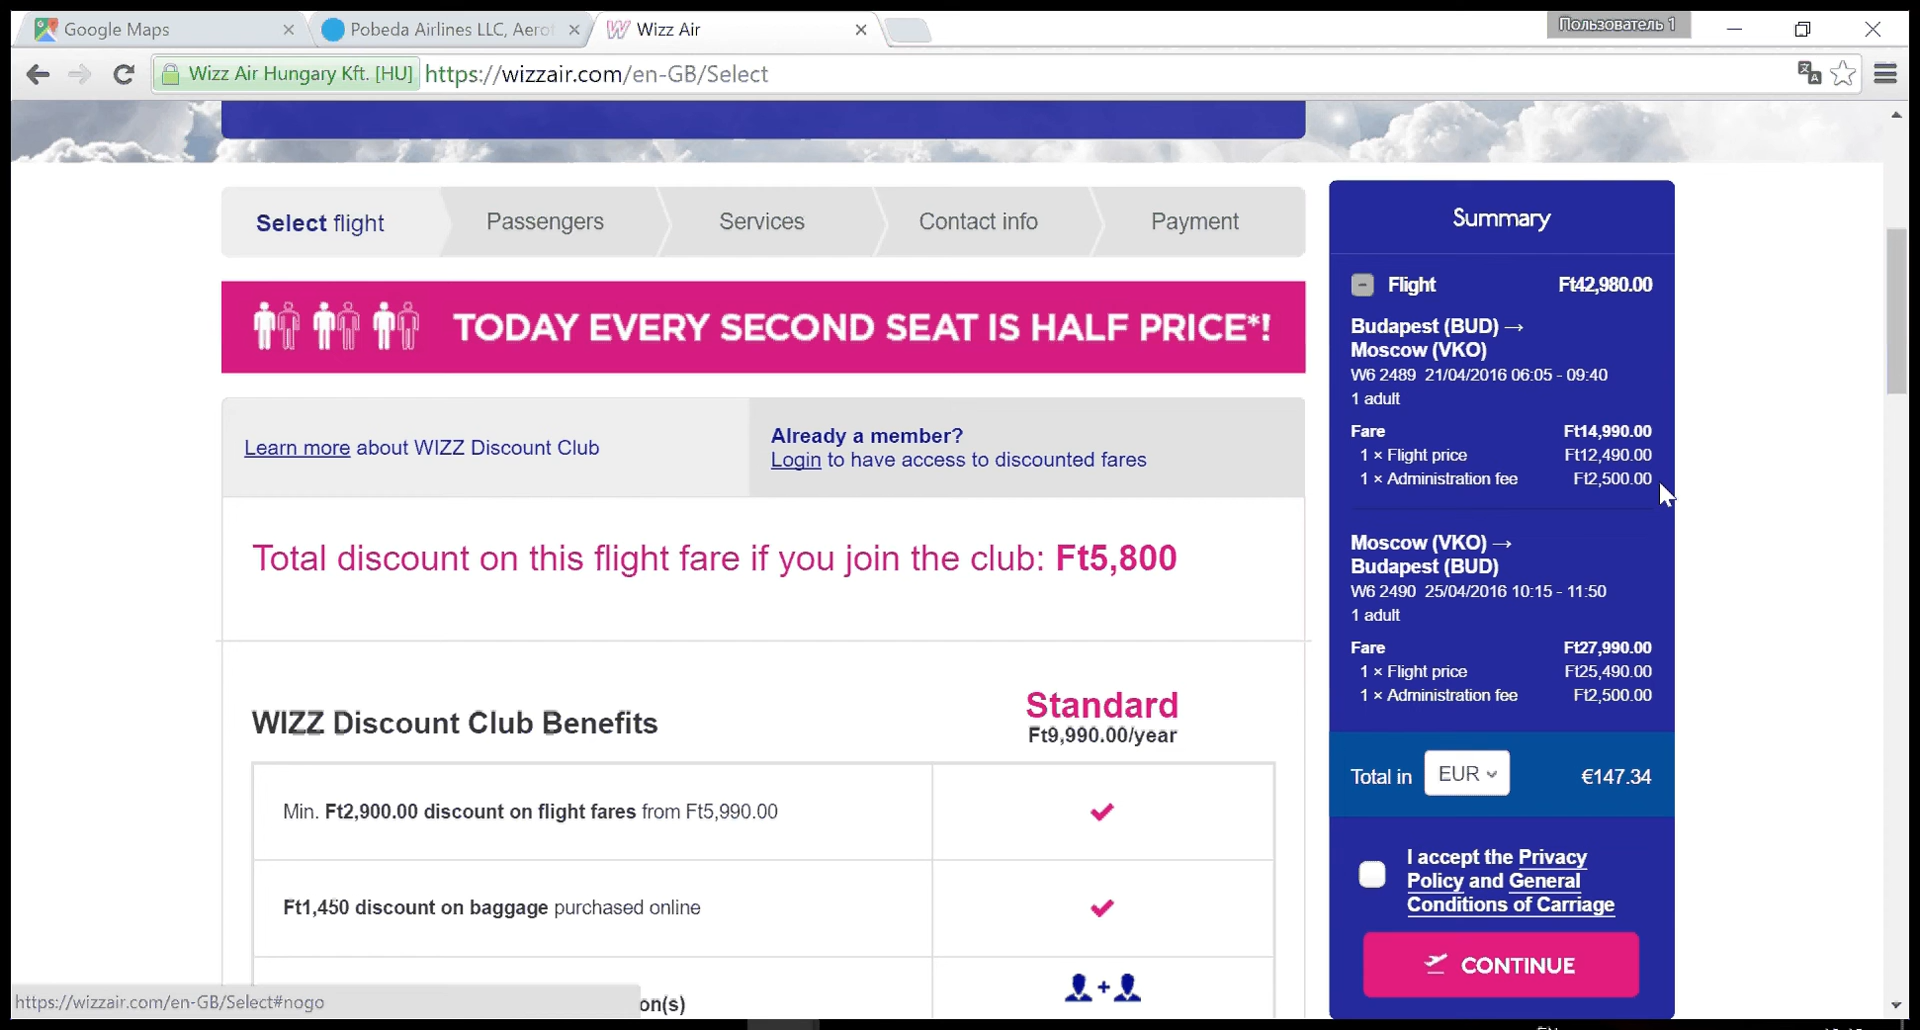 Google Maps
Pobeda Airlines LLC, Aero
Wizz Air
Пользователь 1
Wizz Air Hungary Kft. [HU]
https://wizzair.com/en-GB/Select
Select flight
Passengers
Services
Contact info
Payment
TODAY EVERY SECOND SEAT IS HALF PRICE*!
Learn more about WIZZ Discount Club
Already a member?
Login to have access to discounted fares
Total discount on this flight fare if you join the club: Ft5,800
WIZZ Discount Club Benefits
Standard
Ft9,990.00/year
Min. Ft2,900.00 discount on flight fares from Ft5,990.00
Ft1,450 discount on baggage purchased online
on(s)
https://wizzair.com/en-GB/Select#nogo
Summary
Flight Ft42,980.00
Budapest (BUD) →
Moscow (VKO)
W6 2489 21/04/2016 06:05 - 09:40
1 adult
Fare Ft14,990.00
1 × Flight price Ft12,490.00
1 × Administration fee Ft2,500.00
Moscow (VKO) →
Budapest (BUD)
W6 2490 25/04/2016 10:15 - 11:50
1 adult
Fare Ft27,990.00
1 × Flight price Ft25,490.00
1 × Administration fee Ft2,500.00
Total in EUR €147.34
I accept the Privacy
Policy and General
Conditions of Carriage
CONTINUE